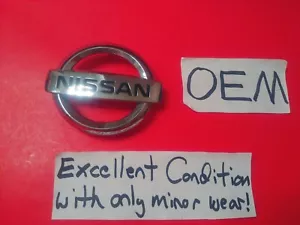 NISSAN
OEM
Excellent Condition
with only minor wear!